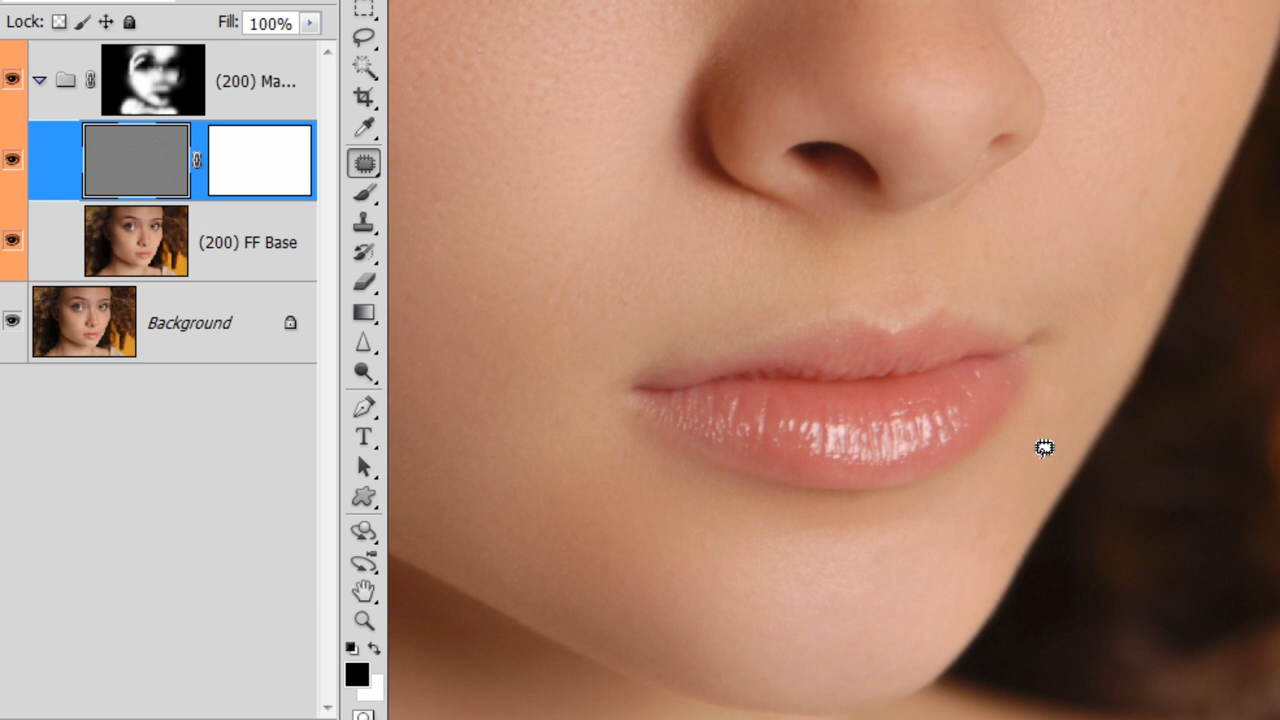 Lock: Fill: 100%
(200) Ma...
(200) FF Base
Background
T